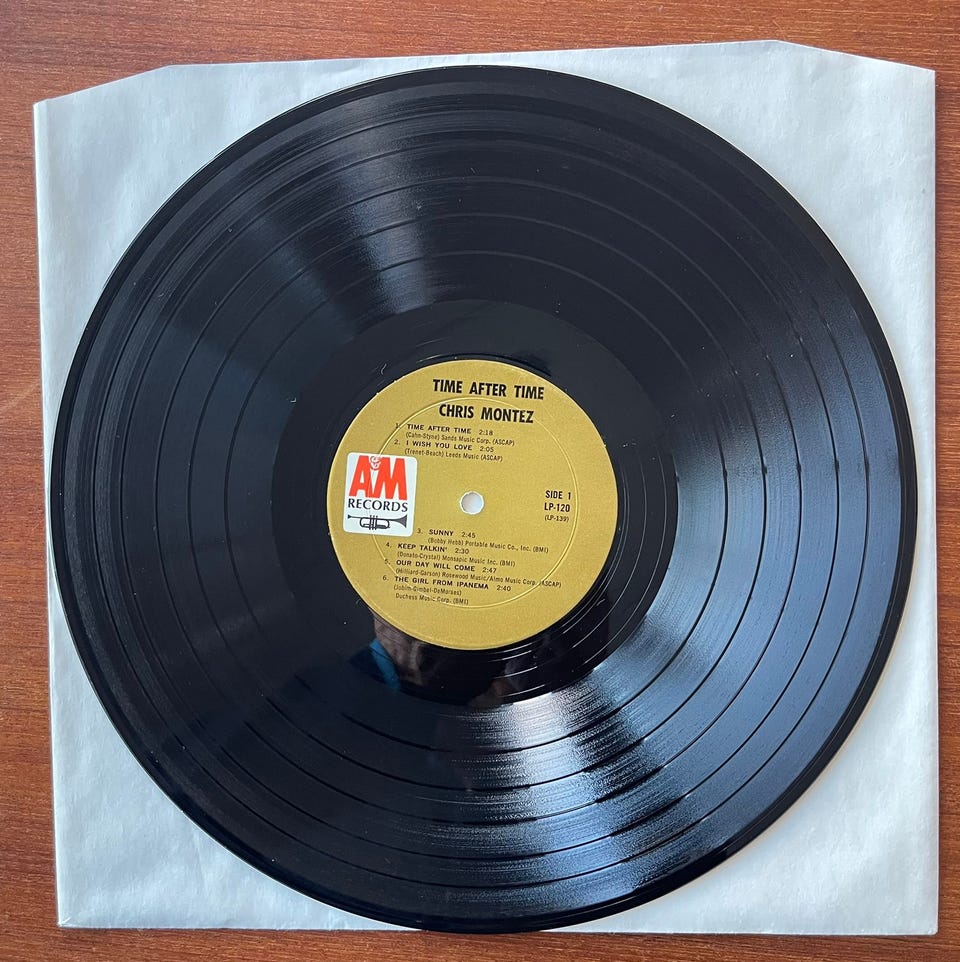 TIME AFTER TIME
CHRIS MONTEZ
1. TIME AFTER TIME 2:18
(Cahn-Styne) Sands Music Corp. (ASCAP)
2. I WISH YOU LOVE 2:05
(Trenet-Beach) Leeds Music (ASCAP)
A&M
RECORDS
SIDE 1
LP-120
(LP-139)
3. SUNNY 2:45
(Bobby Hebb) Portable Music Co., Inc. (BMI)
4. KEEP TALKIN' 2:30
(Donato-Crystal) Monsapic Music Inc. (BMI)
5. OUR DAY WILL COME 2:47
(Hilliard-Garson) Rosewood Music/Almo Music Corp. (ASCAP)
6. THE GIRL FROM IPANEMA 2:40
(Jobim-Gimbel-DeMoraes)
Duchess Music Corp. (BMI)